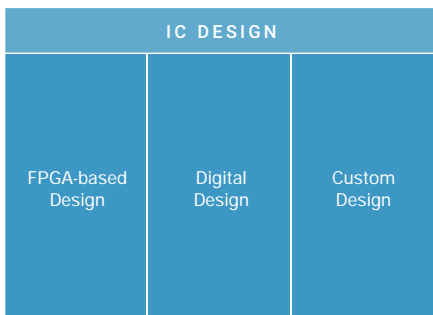 IC DESIGN
FPGA-based
Design
Digital
Design
Custom
Design